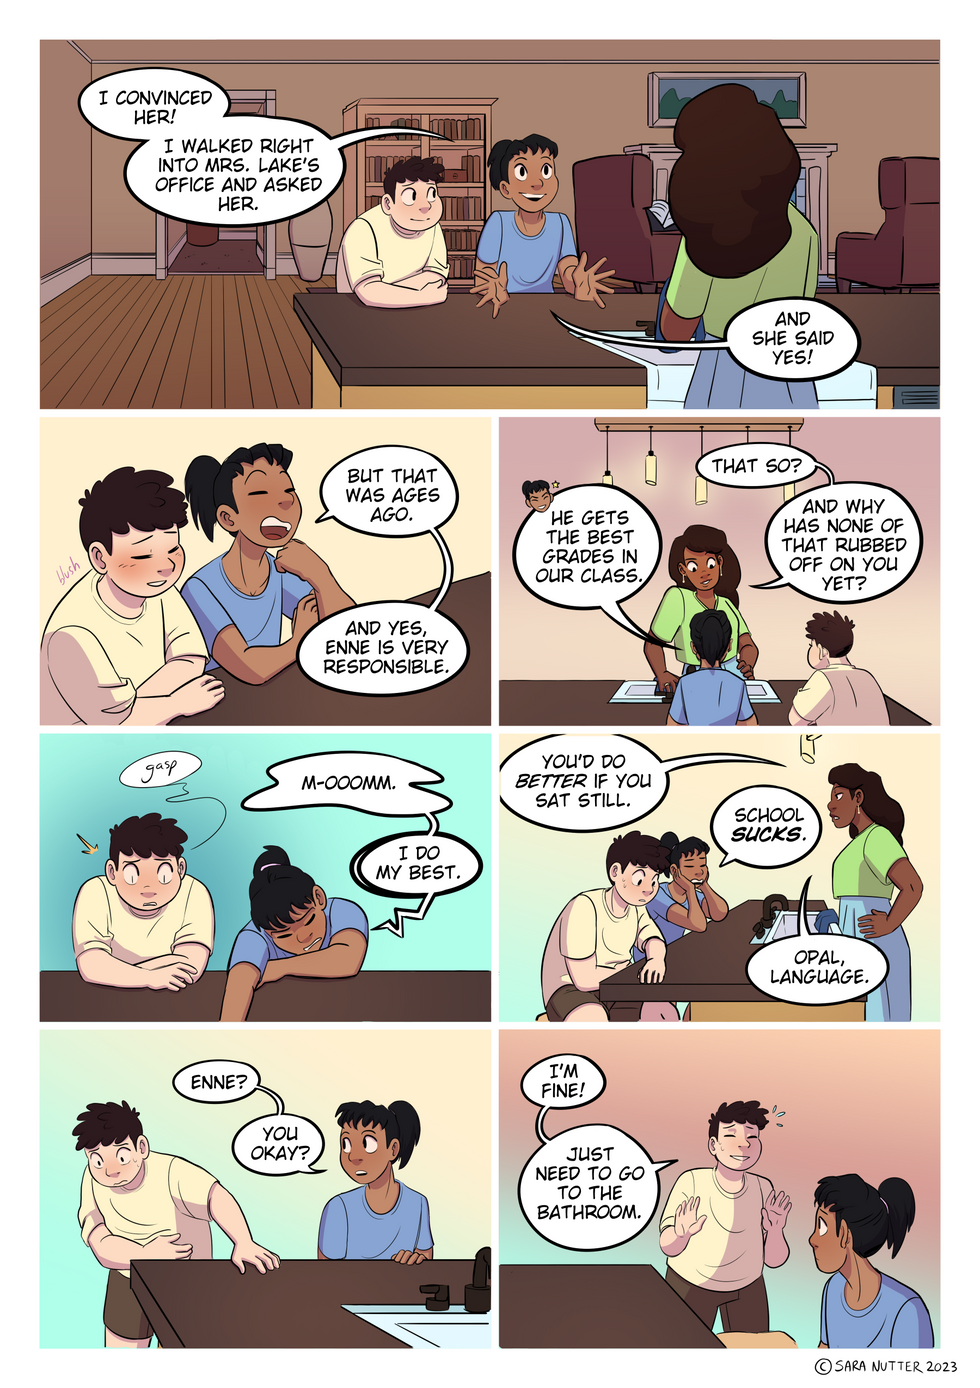 I CONVINCED
HER!
I WALKED RIGHT
INTO MRS. LAKE'S
OFFICE AND ASKED
HER.
AND
SHE SAID
YES!
BUT THAT
WAS AGES
AGO.
blush
AND YES,
ENNE IS VERY
RESPONSIBLE.
THAT SO?
HE GETS
THE BEST
GRADES IN
OUR CLASS.
AND WHY
HAS NONE OF
THAT RUBBED
OFF ON YOU
YET?
gasp
M-OOOMM.
I DO
MY BEST.
YOU'D DO
BETTER IF YOU
SAT STILL.
SCHOOL
SUCKS.
OPAL,
LANGUAGE.
ENNE?
YOU
OKAY?
I'M
FINE!
JUST
NEED TO GO
TO THE
BATHROOM.
© SARA NUTTER 2023